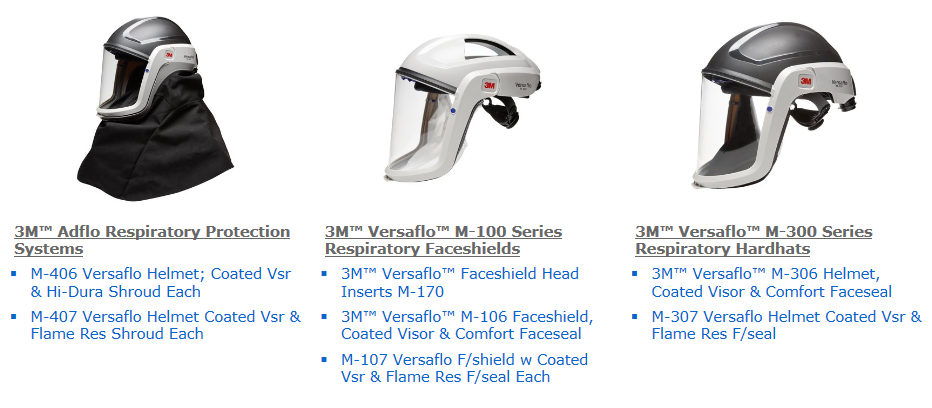 3M
3M
3M
3M™ Adflo Respiratory Protection
Systems
M-406 Versaflo Helmet; Coated Vsr
& Hi-Dura Shroud Each
M-407 Versaflo Helmet Coated Vsr &
Flame Res Shroud Each
3M™ Versaflo™ M-100 Series
Respiratory Faceshields
3M™ Versaflo™ Faceshield Head
Inserts M-170
3M™ Versaflo™ M-106 Faceshield,
Coated Visor & Comfort Faceseal
M-107 Versaflo F/shield w Coated
Vsr & Flame Res F/seal Each
3M™ Versaflo™ M-300 Series
Respiratory Hardhats
3M™ Versaflo™ M-306 Helmet,
Coated Visor & Comfort Faceseal
M-307 Versaflo Helmet Coated Vsr &
Flame Res F/seal